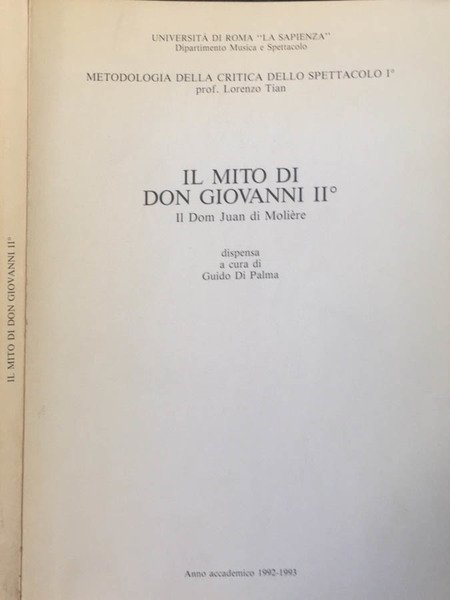 UNIVERSITÀ DI ROMA "LA SAPIENZA"
Dipartimento Musica e Spettacolo
METODOLOGIA DELLA CRITICA DELLO SPETTACOLO I°
prof. Lorenzo Tian
IL MITO DI
DON GIOVANNI II°
Il Dom Juan di Molière
dispensa
a cura di
Guido Di Palma
Anno accademico 1992-1993
IL MITO DI DON GIOVANNI II°